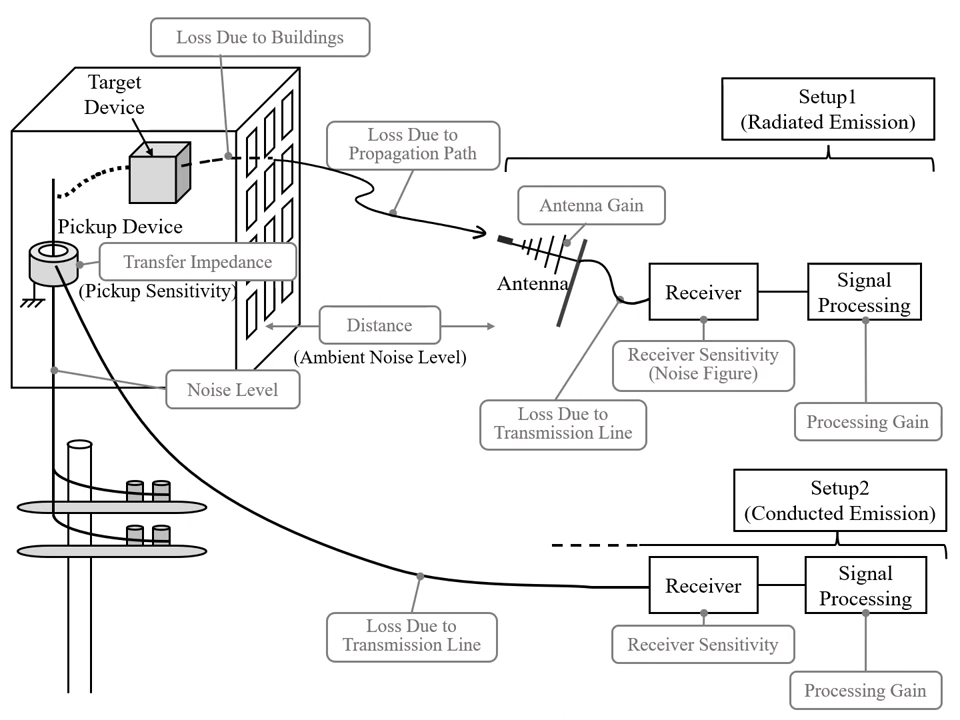 Loss Due to Buildings
Target
Device
Loss Due to
Propagation Path
Setup1
(Radiated Emission)
Antenna Gain
Pickup Device
Transfer Impedance
(Pickup Sensitivity)
Antenna
Receiver
Signal
Processing
Distance
(Ambient Noise Level)
Receiver Sensitivity
(Noise Figure)
Noise Level
Loss Due to
Transmission Line
Processing Gain
Setup2
(Conducted Emission)
Receiver
Signal
Processing
Loss Due to
Transmission Line
Receiver Sensitivity
Processing Gain